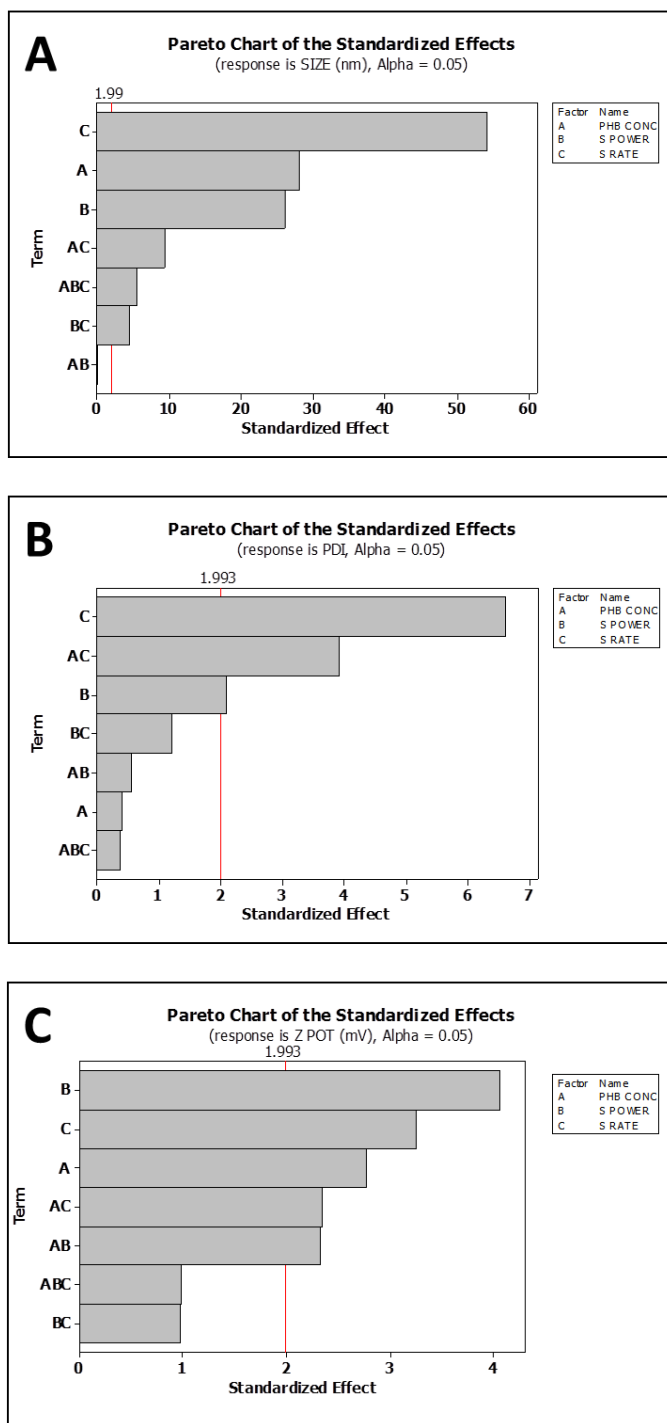 A
Pareto Chart of the Standardized Effects
(response is SIZE (nm), Alpha = 0.05)
1.99
Factor Name
A PHB CONC
B S POWER
C S RATE
Term
C
A
B
AC
ABC
BC
AB
0 10 20 30 40 50 60
Standardized Effect
B
Pareto Chart of the Standardized Effects
(response is PDI, Alpha = 0.05)
1.993
Factor Name
A PHB CONC
B S POWER
C S RATE
Term
C
AC
B
BC
AB
A
ABC
0 1 2 3 4 5 6 7
Standardized Effect
C
Pareto Chart of the Standardized Effects
(response is Z POT (mV), Alpha = 0.05)
1.993
Factor Name
A PHB CONC
B S POWER
C S RATE
Term
B
C
A
AC
AB
ABC
BC
0 1 2 3 4
Standardized Effect